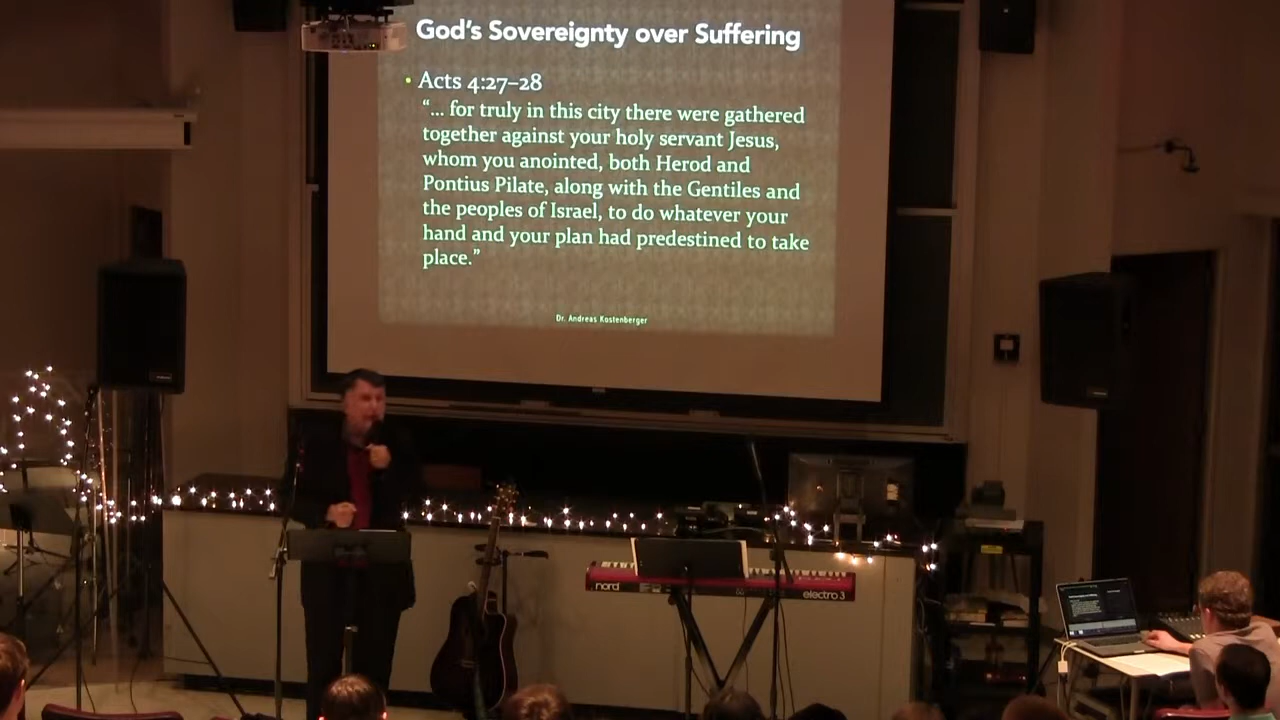 God's Sovereignty over Suffering
• Acts 4:27–28
“... for truly in this city there were gathered
together against your holy servant Jesus,
whom you anointed, both Herod and
Pontius Pilate, along with the Gentiles and
the peoples of Israel, to do whatever your
hand and your plan had predestined to take
place.”
Dr. Andreas Kostenberger
nord
electro 3